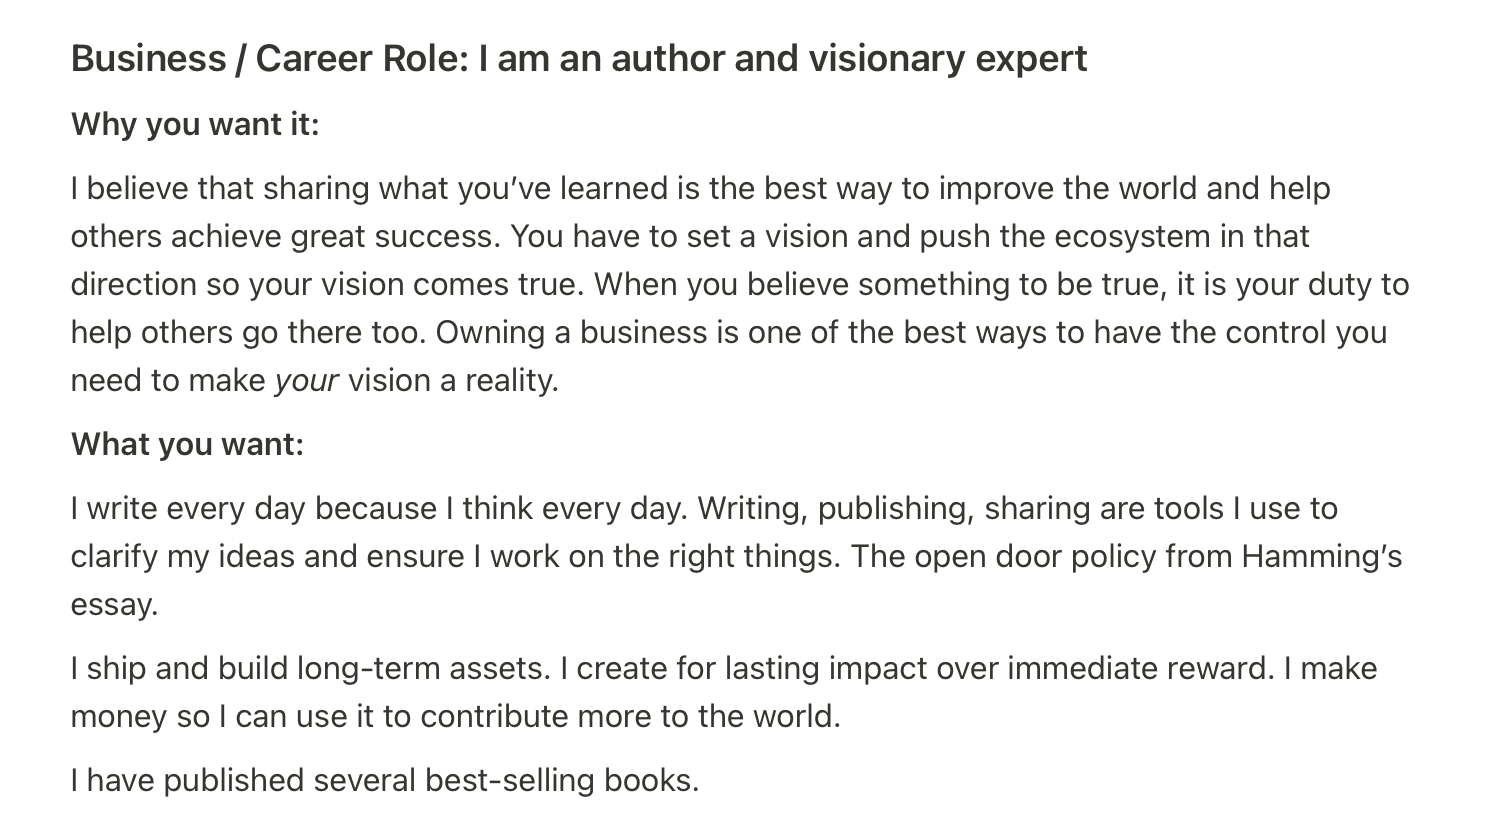 Business / Career Role: I am an author and visionary expert
Why you want it:
I believe that sharing what you’ve learned is the best way to improve the world and help
others achieve great success. You have to set a vision and push the ecosystem in that
direction so your vision comes true. When you believe something to be true, it is your duty to
help others go there too. Owning a business is one of the best ways to have the control you
need to make your vision a reality.
What you want:
I write every day because I think every day. Writing, publishing, sharing are tools I use to
clarify my ideas and ensure I work on the right things. The open door policy from Hamming’s
essay.
I ship and build long-term assets. I create for lasting impact over immediate reward. I make
money so I can use it to contribute more to the world.
I have published several best-selling books.